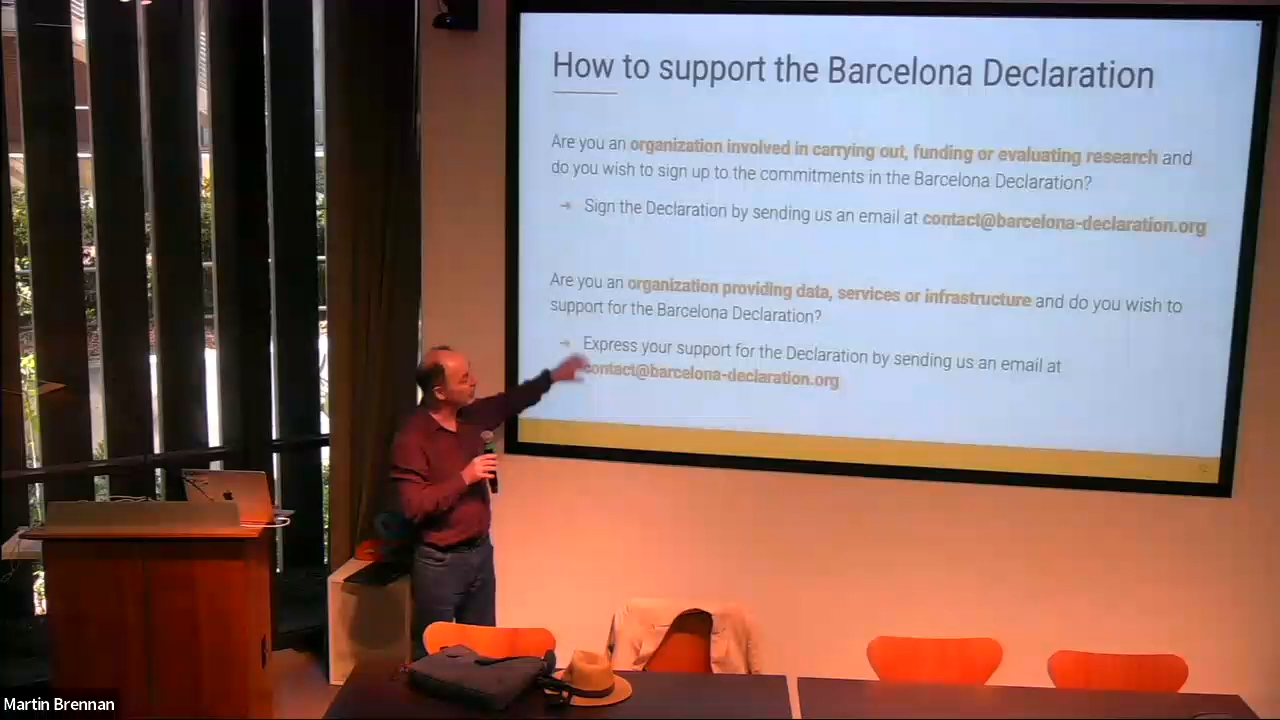 How to support the Barcelona Declaration
Are you an organization involved in carrying out, funding or evaluating research and
do you wish to sign up to the commitments in the Barcelona Declaration?
➔ Sign the Declaration by sending us an email at contact@barcelona-declaration.org
Are you an organization providing data, services or infrastructure and do you wish to
support for the Barcelona Declaration?
➔ Express your support for the Declaration by sending us an email at
contact@barcelona-declaration.org
Martin Brennan